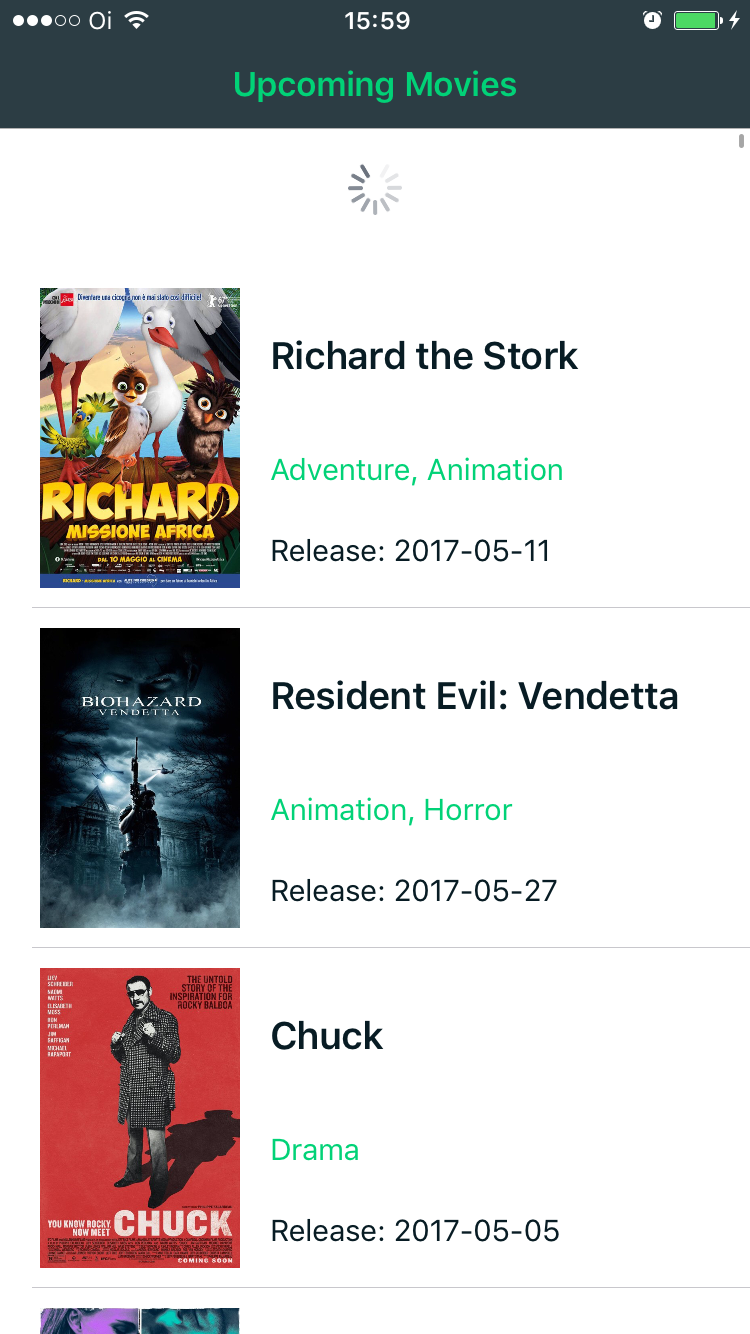 Oi
15:59
Upcoming Movies
Diventare una cicogna non è mai stato così difficile!
RICHARD
MISSIONE AFRICA
DAL 10 MAGGIO AL CINEMA
Richard the Stork
Adventure, Animation
Release: 2017-05-11
BIOHAZARD
VENDETTA
Resident Evil: Vendetta
Animation, Horror
Release: 2017-05-27
LIEV
SCHREIBER
NAOMI
WATTS
ELISABETH
MOSS
RON
PERLMAN
JIM
GAFFIGAN
MICHAEL
RAPAPORT
THE UNTOLD
STORY OF THE
INSPIRATION FOR
ROCKY BALBOA
YOU KNOW ROCKY.
NOW MEET
CHUCK
COMING SOON
Chuck
Drama
Release: 2017-05-05